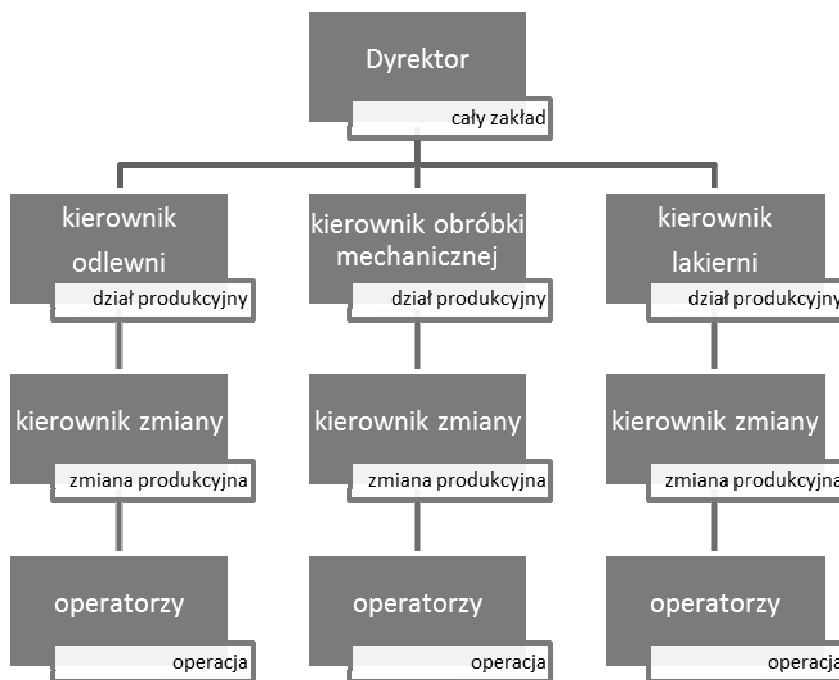 Dyrektor
cały zakład
kierownik
odlewni
dział produkcyjny
kierownik obróbki
mechanicznej
dział produkcyjny
kierownik
lakierni
dział produkcyjny
kierownik zmiany
zmiana produkcyjna
kierownik zmiany
zmiana produkcyjna
kierownik zmiany
zmiana produkcyjna
operatorzy
operacja
operatorzy
operacja
operatorzy
operacja